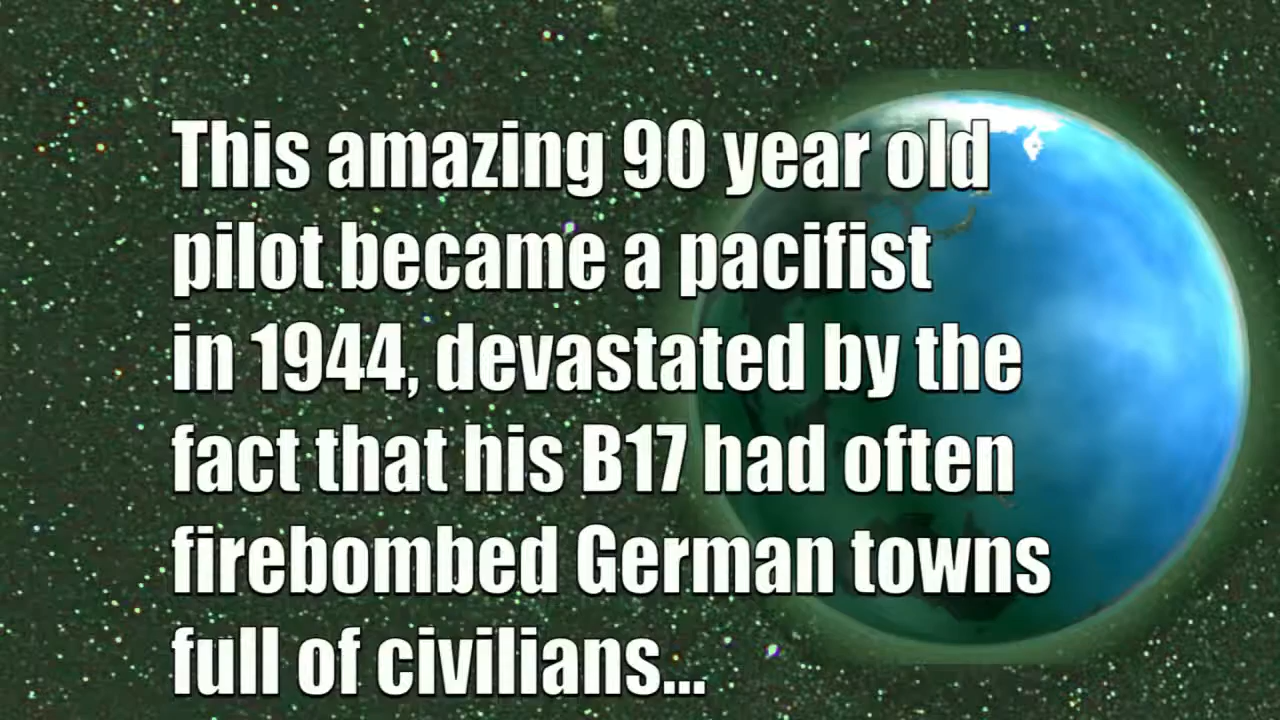 This amazing 90 year old
pilot became a pacifist
in 1944, devastated by the
fact that his B17 had often
firebombed German towns
full of civilians...